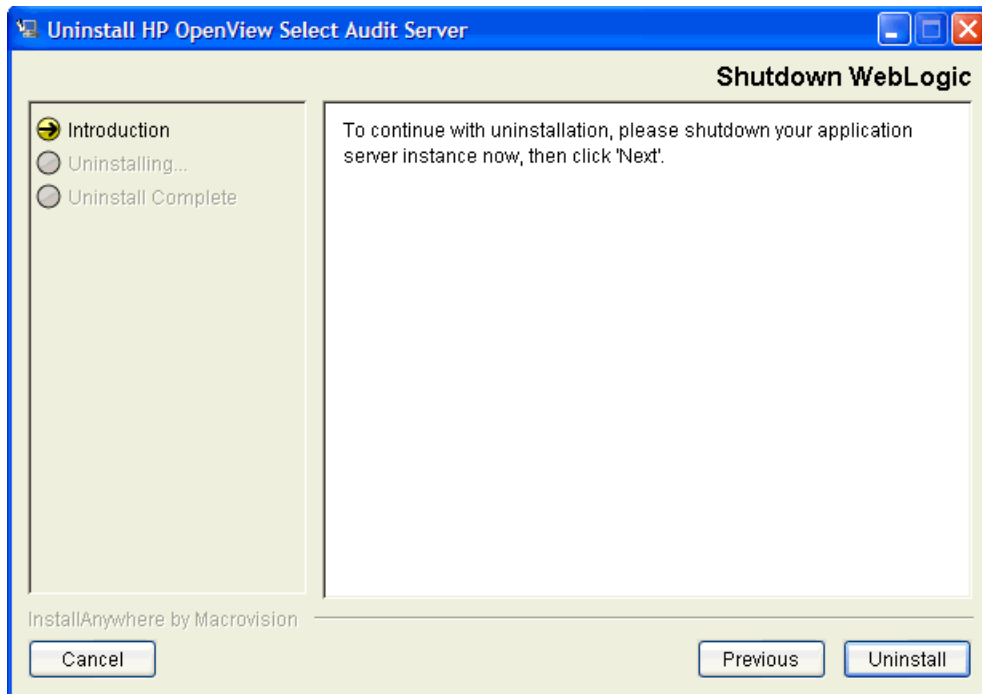 Uninstall HP OpenView Select Audit Server
Shutdown WebLogic
Introduction
Uninstalling...
Uninstall Complete
To continue with uninstallation, please shutdown your application
server instance now, then click 'Next'.
InstallAnywhere by Macrovision
Cancel
Previous
Uninstall